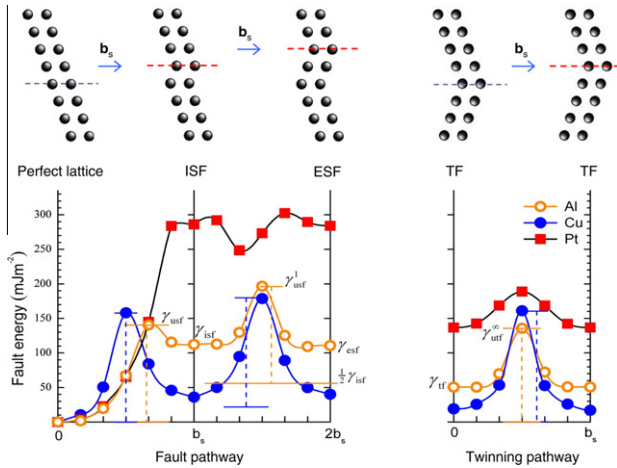 b_s
b_s
b_s
Perfect lattice
ISF
ESF
TF
TF
Fault energy (mJm⁻²)
300
250
200
150
100
50
0
γ_usf
γ_isf
γ¹_usf
γ_esf
½γ_isf
0
b_s
2b_s
Fault pathway
Al
Cu
Pt
γ^∞_utf
γ_tf
0
b_s
Twinning pathway